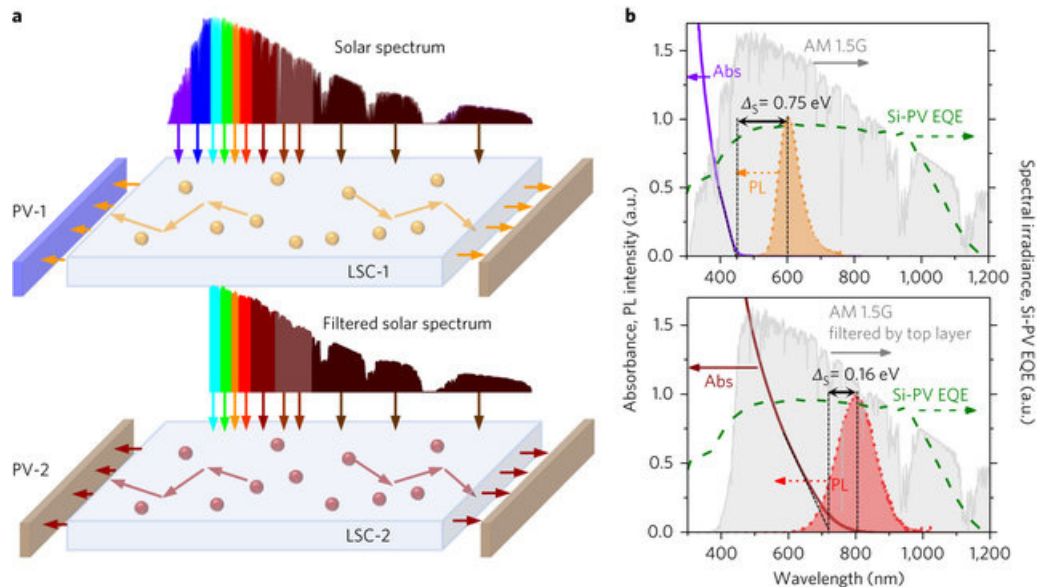 a
Solar spectrum
PV-1
LSC-1
Filtered solar spectrum
PV-2
LSC-2
b
Absorbance, PL intensity (a.u.)
Spectral irradiance, Si-PV EQE (a.u.)
1.5
1.0
0.5
0.0
AM 1.5G
Abs
Δs = 0.75 eV
Si-PV EQE
PL
400 600 800 1,000 1,200
1.5
1.0
0.5
0.0
AM 1.5G
filtered by top layer
Abs
Δs = 0.16 eV
Si-PV EQE
PL
400 600 800 1,000 1,200
Wavelength (nm)